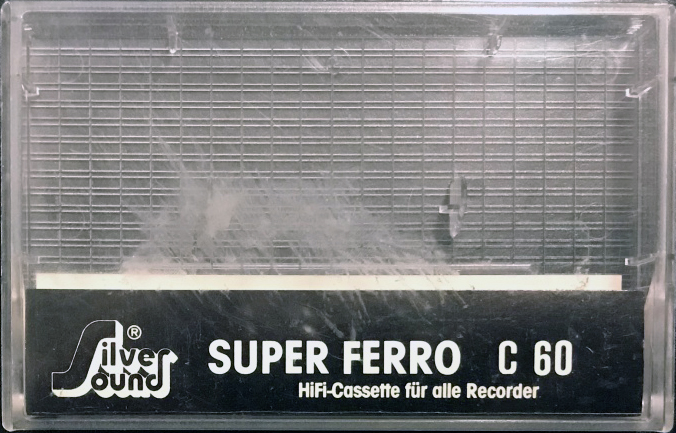 Silver Sound ®
SUPER FERRO C 60
HiFi-Cassette für alle Recorder